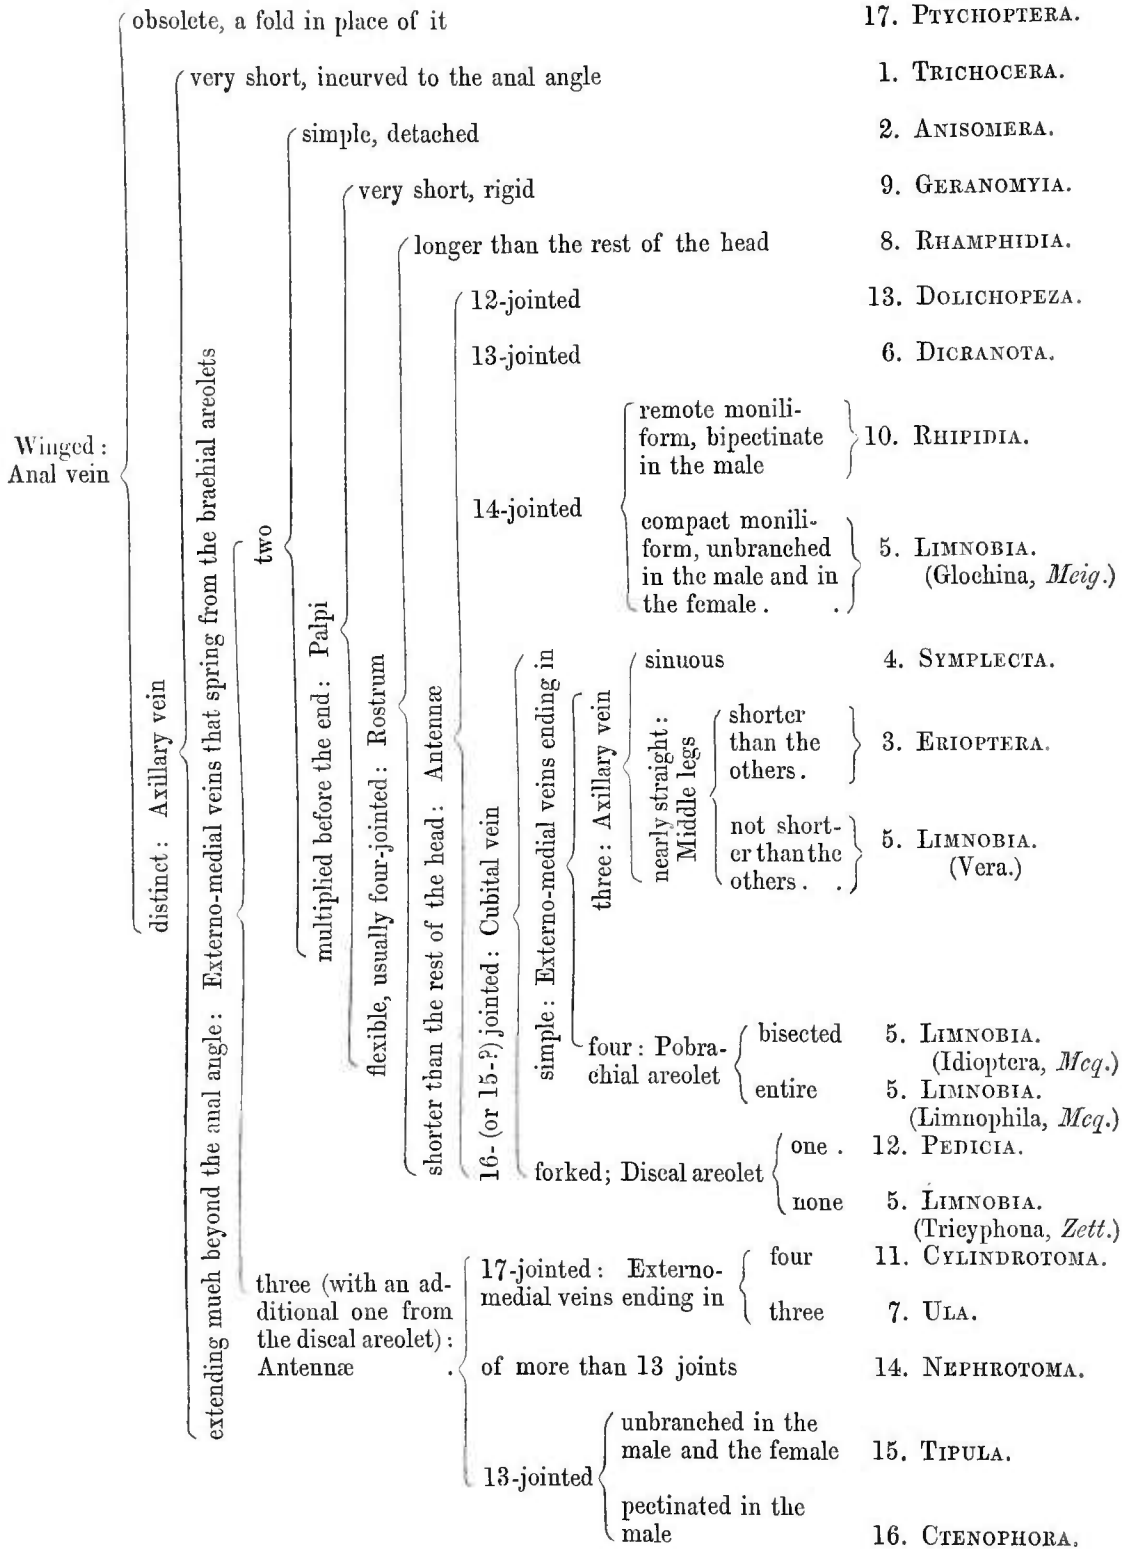 obsolete, a fold in place of it 17. PTYCHOPTERA.
very short, incurved to the anal angle 1. TRICHOCERA.
simple, detached 2. ANISOMERA.
very short, rigid 9. GERANOMYIA.
longer than the rest of the head 8. RHAMPHIDIA.
12-jointed 13. DOLICHOPEZA.
13-jointed 6. DICRANOTA.
Winged :
Anal vein
distinct : Axillary vein
extending much beyond the anal angle : Externo-medial veins that spring from the brachial areolets
two
multiplied before the end : Palpi
flexible, usually four-jointed : Rostrum
shorter than the rest of the head : Antennæ
14-jointed
remote monili-
form, bipectinate
in the male
10. RHIPIDIA.
compact monili-
form, unbranched
in the male and in
the female . .
5. LIMNOBIA.
(Glochina, Meig.)
16- (or 15-?) jointed : Cubital vein
simple : Externo-medial veins ending in
three : Axillary vein
sinuous 4. SYMPLECTA.
nearly straight :
Middle legs
shorter
than the
others .
3. ERIOPTERA.
not short-
er than the
others . .
5. LIMNOBIA.
(Vera.)
four : Pobra-
chial areolet
bisected 5. LIMNOBIA.
(Idioptera, Mcq.)
entire 5. LIMNOBIA.
(Limnophila, Mcq.)
forked; Discal areolet
one . 12. PEDICIA.
none 5. LIMNOBIA.
(Tricyphona, Zett.)
three (with an ad-
ditional one from
the discal areolet) :
Antennæ .
17-jointed : Externo-
medial veins ending in
four 11. CYLINDROTOMA.
three 7. ULA.
of more than 13 joints 14. NEPHROTOMA.
13-jointed
unbranched in the
male and the female 15. TIPULA.
pectinated in the
male 16. CTENOPHORA.